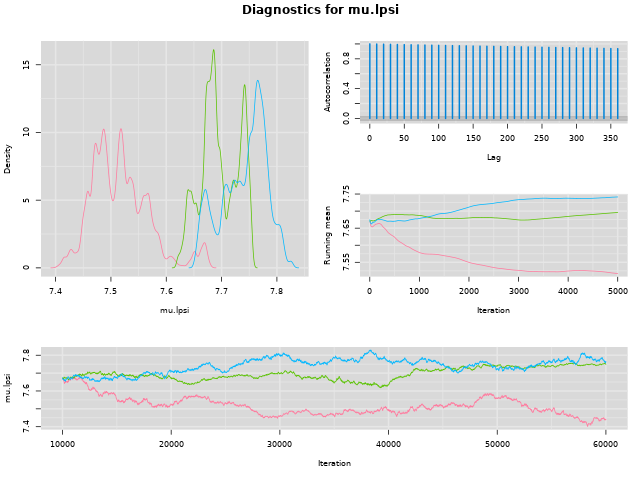 Diagnostics for mu.lpsi
Density
15
10
5
0
7.4 7.5 7.6 7.7 7.8
mu.lpsi
Autocorrelation
0.8
0.4
0.0
0 50 100 150 200 250 300 350
Lag
Running mean
7.75
7.65
7.55
0 1000 2000 3000 4000 5000
Iteration
mu.lpsi
7.8
7.6
7.4
10000 20000 30000 40000 50000 60000
Iteration